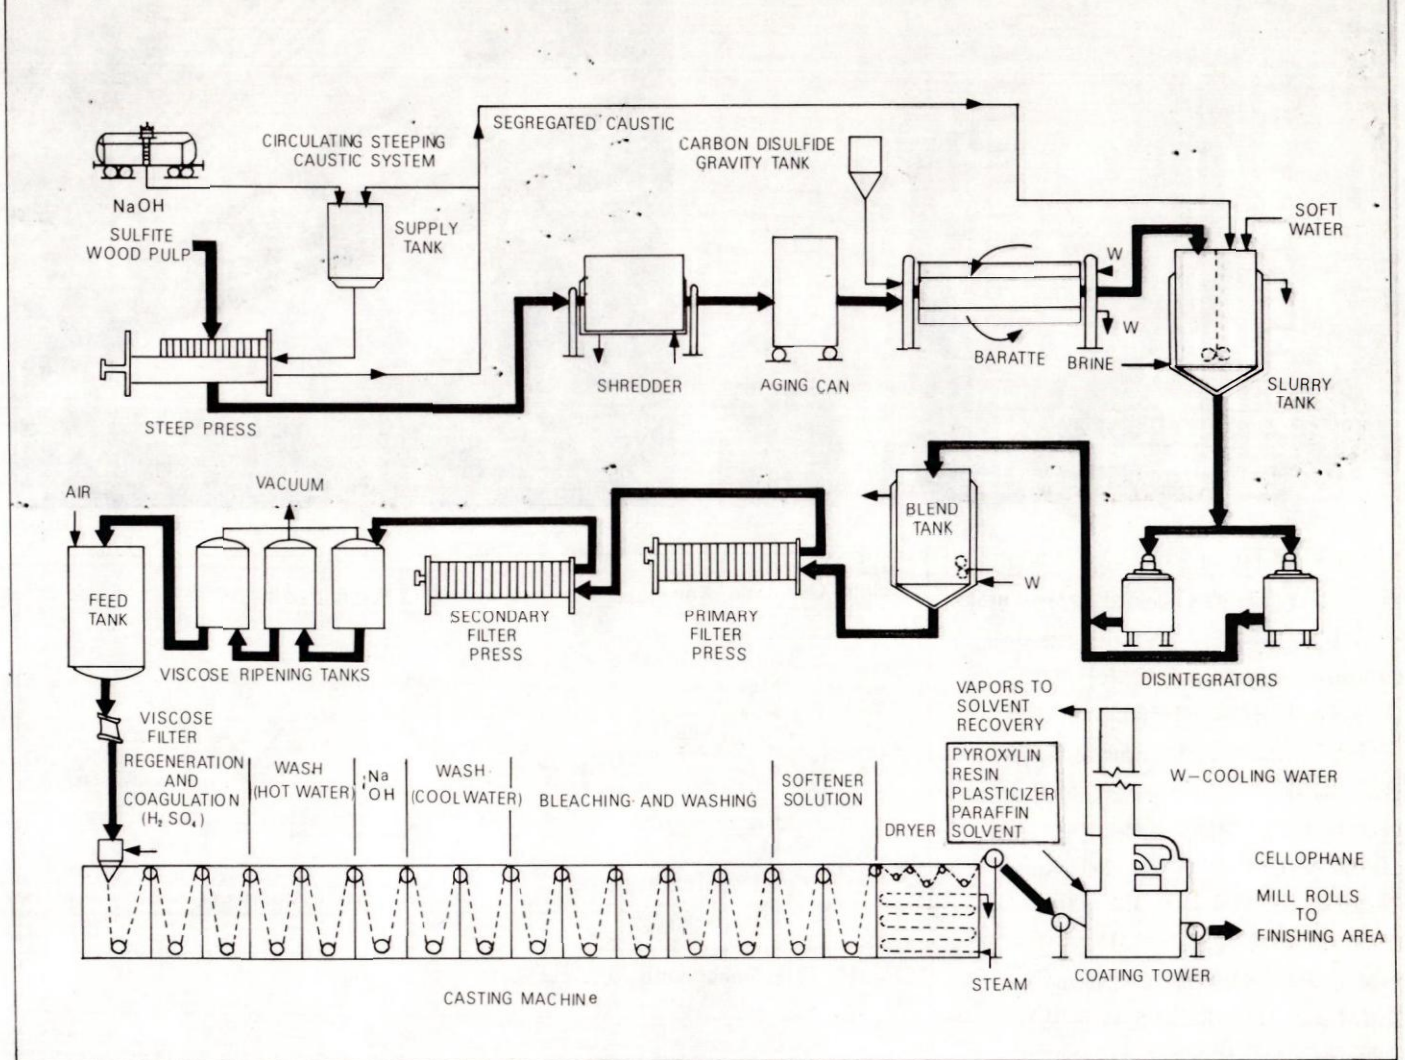 SEGREGATED CAUSTIC
CIRCULATING STEEPING
CAUSTIC SYSTEM
CARBON DISULFIDE
GRAVITY TANK
NaOH
SULFITE
WOOD PULP
SUPPLY
TANK
SOFT
WATER
W
W
BARATTE
BRINE
SHREDDER
AGING CAN
SLURRY
TANK
STEEP PRESS
AIR
VACUUM
BLEND
TANK
W
FEED
TANK
SECONDARY
FILTER
PRESS
PRIMARY
FILTER
PRESS
VISCOSE RIPENING TANKS
DISINTEGRATORS
VAPORS TO
SOLVENT
RECOVERY
VISCOSE
FILTER
REGENERATION
AND
COAGULATION
(H₂ SO₄)
WASH
(HOT WATER)
Na
OH
WASH
(COOL WATER)
BLEACHING AND WASHING
SOFTENER
SOLUTION
DRYER
PYROXYLIN
RESIN
PLASTICIZER
PARAFFIN
SOLVENT
W-COOLING WATER
CELLOPHANE
MILL ROLLS
TO
FINISHING AREA
STEAM
COATING TOWER
CASTING MACHINe